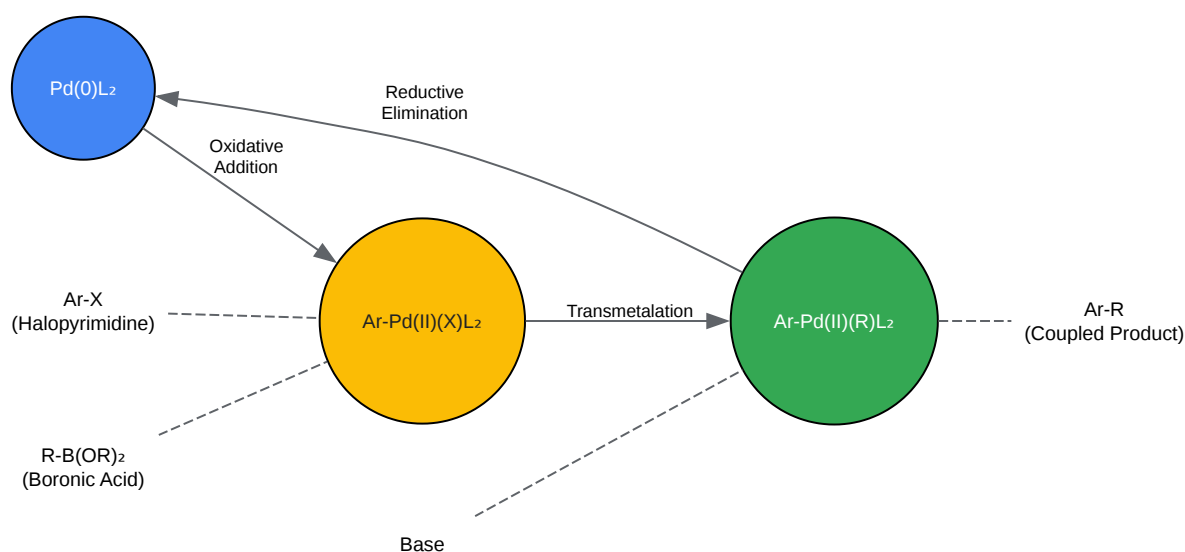 Pd(0)L₂
Reductive
Elimination
Oxidative
Addition
Ar-X
(Halopyrimidine)
Ar-Pd(II)(X)L₂
Transmetalation
Ar-Pd(II)(R)L₂
Ar-R
(Coupled Product)
R-B(OR)₂
(Boronic Acid)
Base